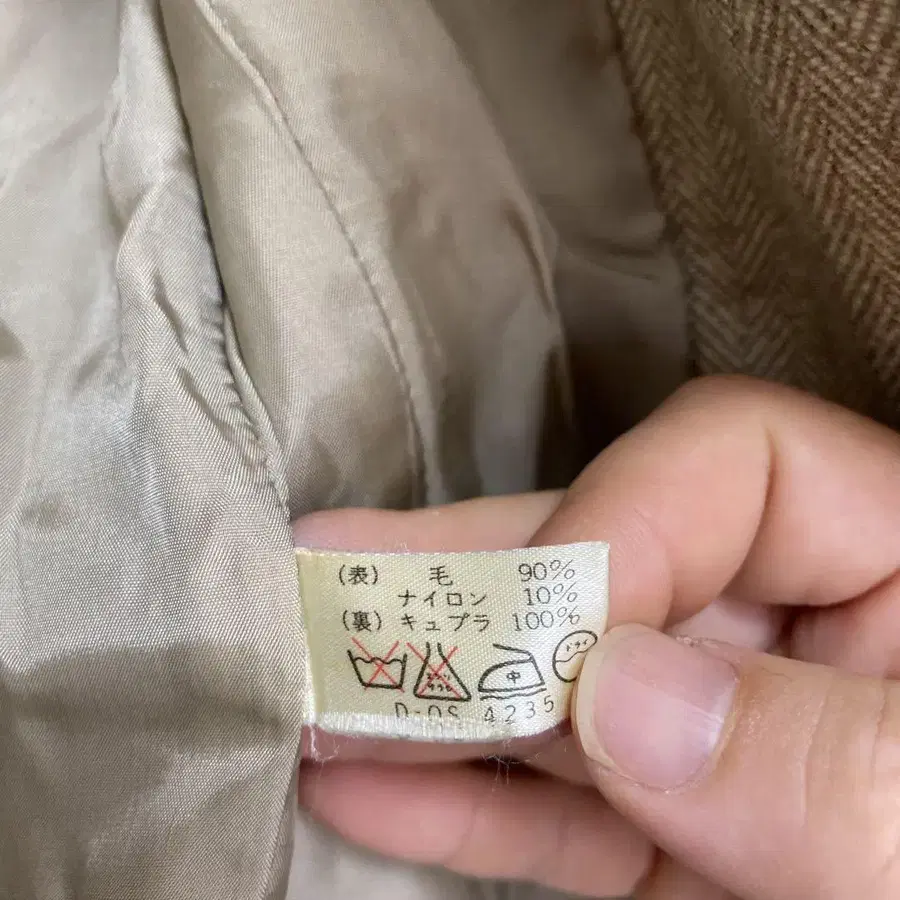 (表) 毛 90%
ナイロン 10%
(裏) キュプラ 100%
中 ドライ
4235